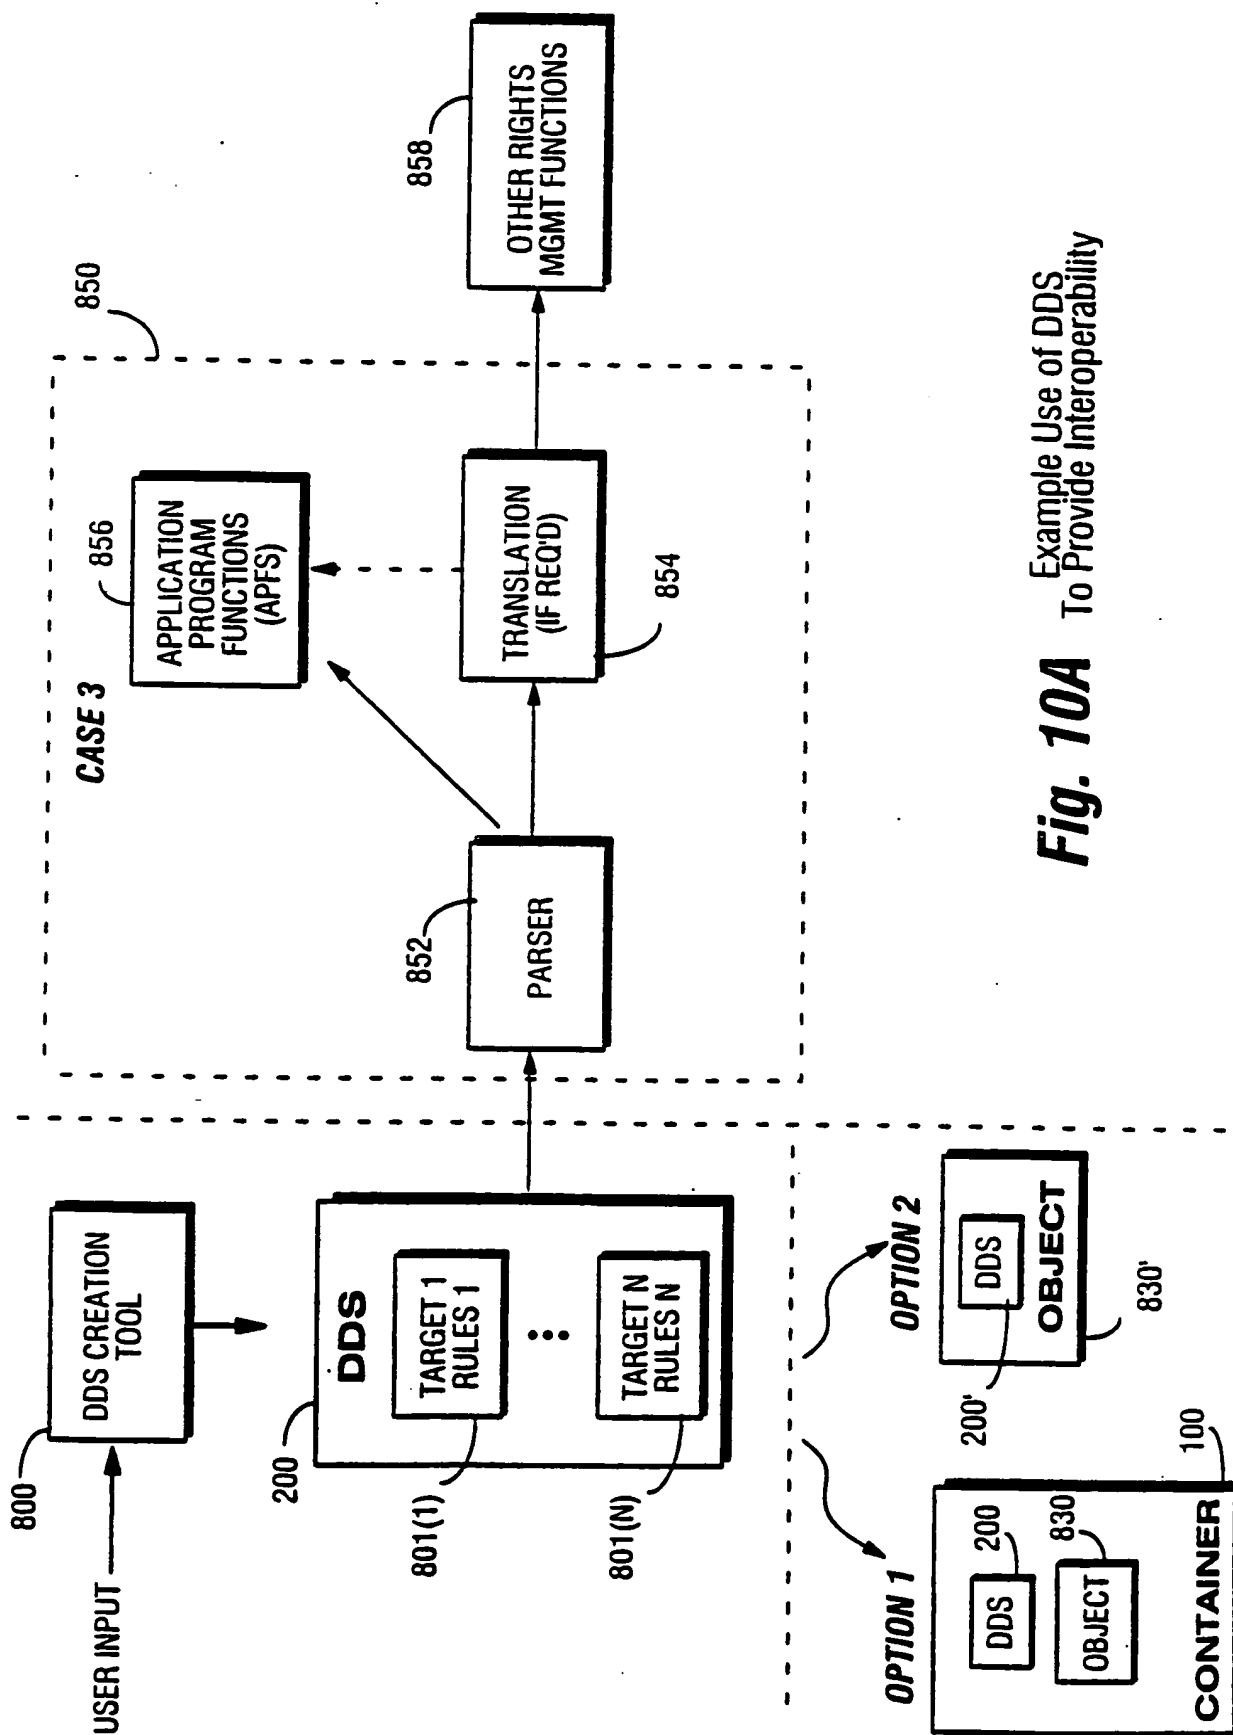 USER INPUT
800
DDS CREATION
TOOL
200
DDS
TARGET 1
RULES 1
801(1)
TARGET N
RULES N
801(N)
850
CASE 3
852
PARSER
856
APPLICATION
PROGRAM
FUNCTIONS
(APFS)
TRANSLATION
(IF REQ'D)
854
858
OTHER RIGHTS
MGMT FUNCTIONS
OPTION 1
DDS
200
OBJECT
830
CONTAINER
100
OPTION 2
DDS
200'
OBJECT
830'
Fig. 10A
Example Use of DDS
To Provide Interoperability